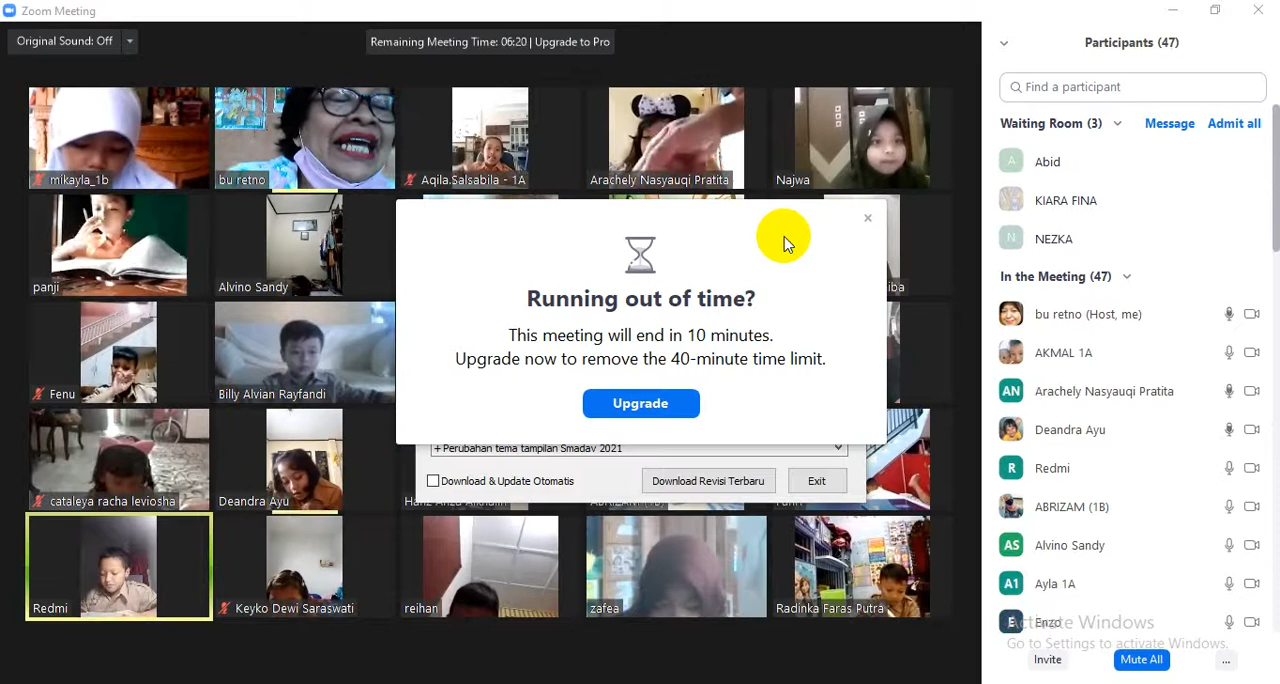 Zoom Meeting
Original Sound: Off
Remaining Meeting Time: 06:20 | Upgrade to Pro
mikayla_1b
bu retno
Aqila.Salsabila - 1A
Arachely Nasyauqi Pratita
Najwa
panji
Alvino Sandy
Fenu
Billy Alvian Rayfandi
cataleya racha leviosha
Deandra Ayu
Redmi
Keyko Dewi Saraswati
reihan
zafea
Radinka Faras Putra
Running out of time?
This meeting will end in 10 minutes.
Upgrade now to remove the 40-minute time limit.
Upgrade
+ Perubahan tema tampilan Smadav 2021
Download & Update Otomatis
Download Revisi Terbaru
Exit
Participants (47)
Find a participant
Waiting Room (3)
Message
Admit all
A
Abid
KIARA FINA
N
NEZKA
In the Meeting (47)
bu retno (Host, me)
AKMAL 1A
AN
Arachely Nasyauqi Pratita
Deandra Ayu
R
Redmi
ABRIZAM (1B)
AS
Alvino Sandy
A1
Ayla 1A
E
Enzo
Activate Windows
Go to Settings to activate Windows.
Invite
Mute All
...